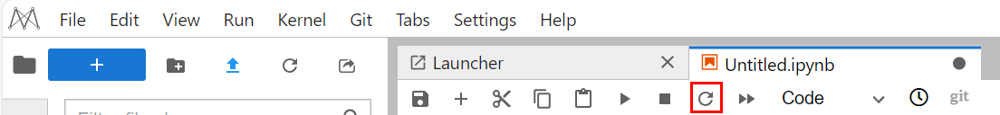 File Edit View Run Kernel Git Tabs Settings Help
Launcher
Untitled.ipynb
Code
git